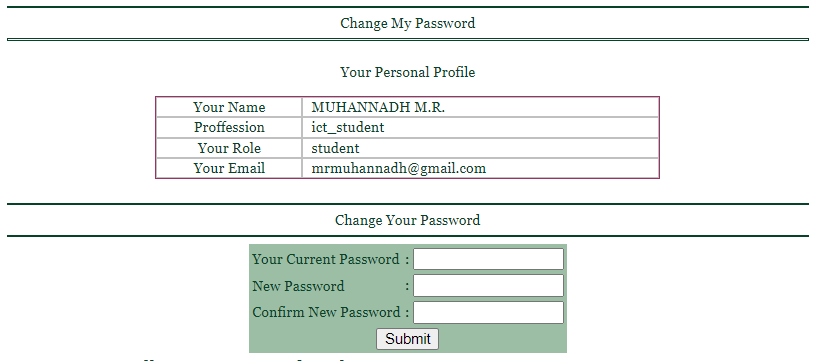 Change My Password
Your Personal Profile
Your Name MUHANNADH M.R.
Proffession ict_student
Your Role student
Your Email mrmuhannadh@gmail.com
Change Your Password
Your Current Password :
New Password :
Confirm New Password :
Submit